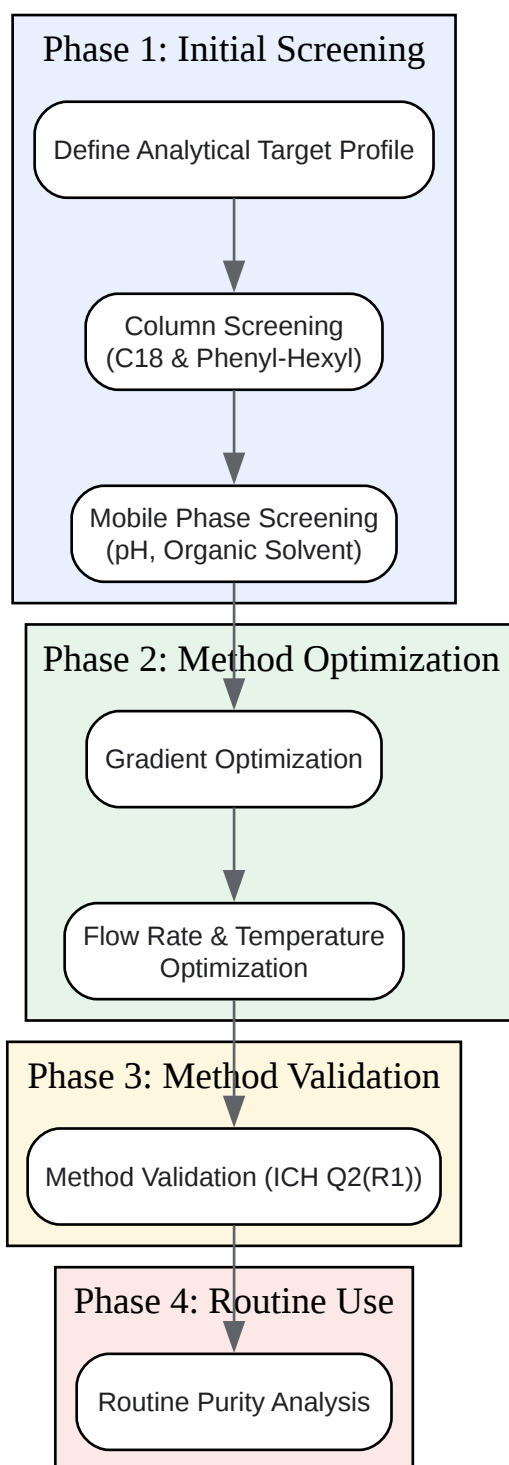 Phase 1: Initial Screening
Define Analytical Target Profile
Column Screening
(C18 & Phenyl-Hexyl)
Mobile Phase Screening
(pH, Organic Solvent)
Phase 2: Method Optimization
Gradient Optimization
Flow Rate & Temperature
Optimization
Phase 3: Method Validation
Method Validation (ICH Q2(R1))
Phase 4: Routine Use
Routine Purity Analysis